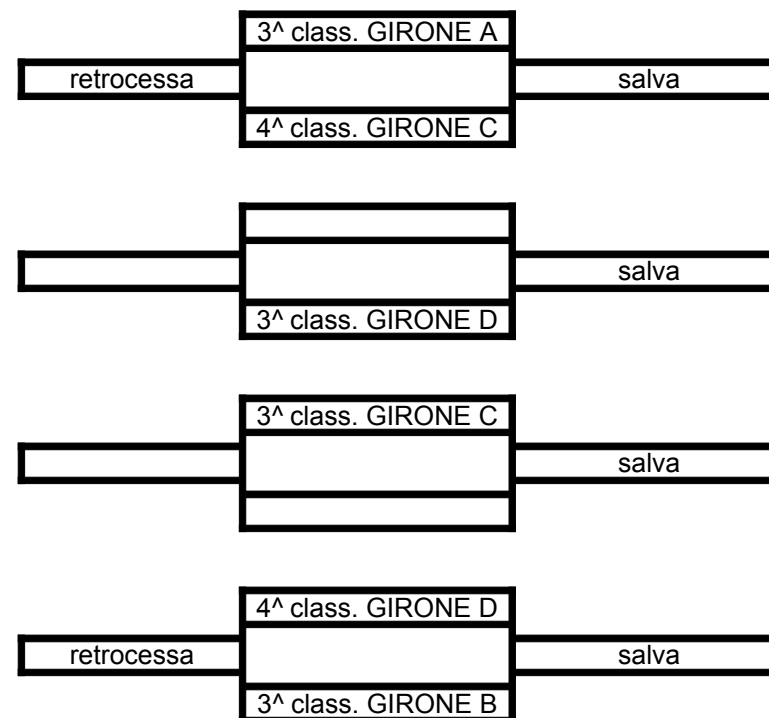 3^ class. GIRONE A
retrocessa salva
4^ class. GIRONE C
salva
3^ class. GIRONE D
3^ class. GIRONE C
salva
4^ class. GIRONE D
retrocessa salva
3^ class. GIRONE B